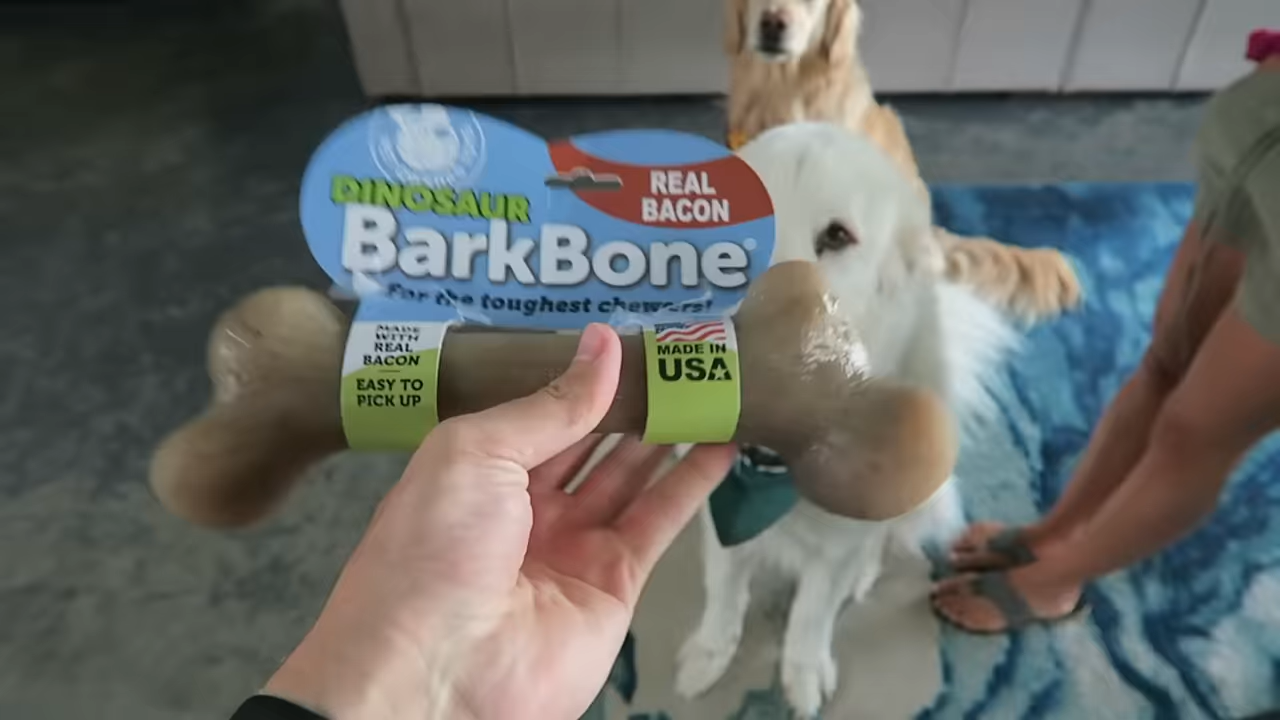 DINOSAUR
BarkBone®
For the toughest chewers!
REAL
BACON
MADE
WITH
REAL
BACON
EASY TO
PICK UP
MADE IN
USA